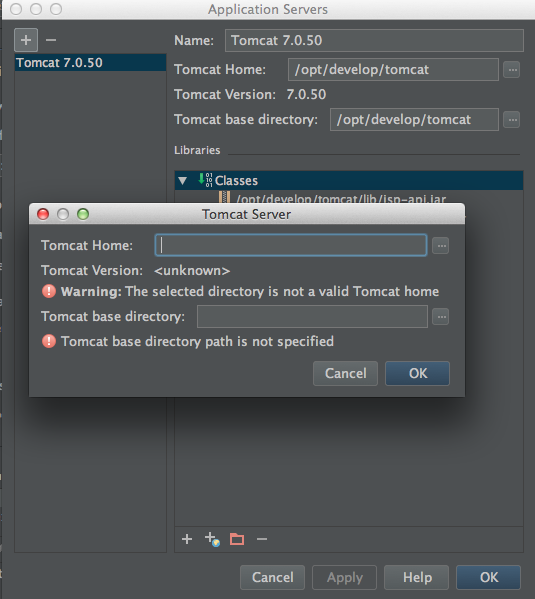 Application Servers
Tomcat 7.0.50
Name: Tomcat 7.0.50
Tomcat Home: /opt/develop/tomcat ...
Tomcat Version: 7.0.50
Tomcat base directory: /opt/develop/tomcat ...
Libraries
Classes
/opt/develop/tomcat/lib/jsp-api.jar
Tomcat Server
Tomcat Home: ...
Tomcat Version: <unknown>
Warning: The selected directory is not a valid Tomcat home
Tomcat base directory: ...
Tomcat base directory path is not specified
Cancel OK
Cancel Apply Help OK